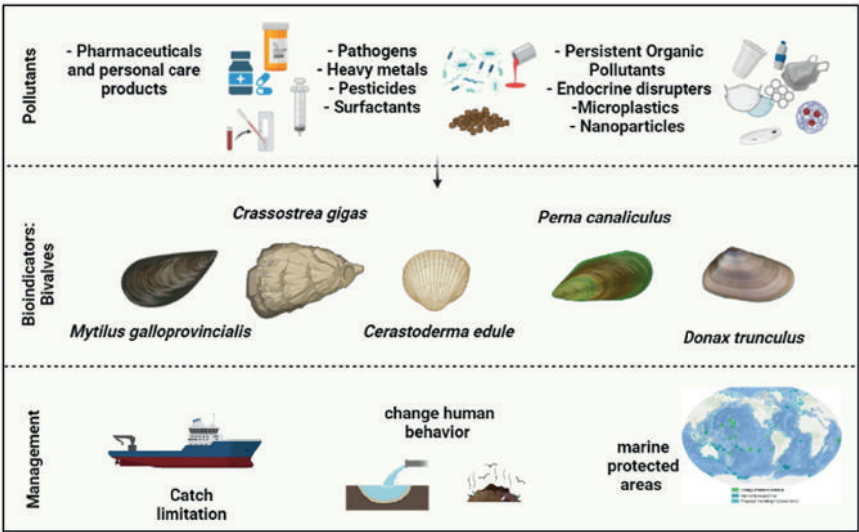 Pollutants
- Pharmaceuticals
and personal care
products
- Pathogens
- Heavy metals
- Pesticides
- Surfactants
- Persistent Organic
Pollutants
- Endocrine disrupters
-Microplastics
- Nanoparticles
Bioindicators:
Bivalves
Crassostrea gigas
Perna canaliculus
Mytilus galloprovincialis
Cerastoderma edule
Donax trunculus
Management
Catch
limitation
change human
behavior
marine
protected
areas